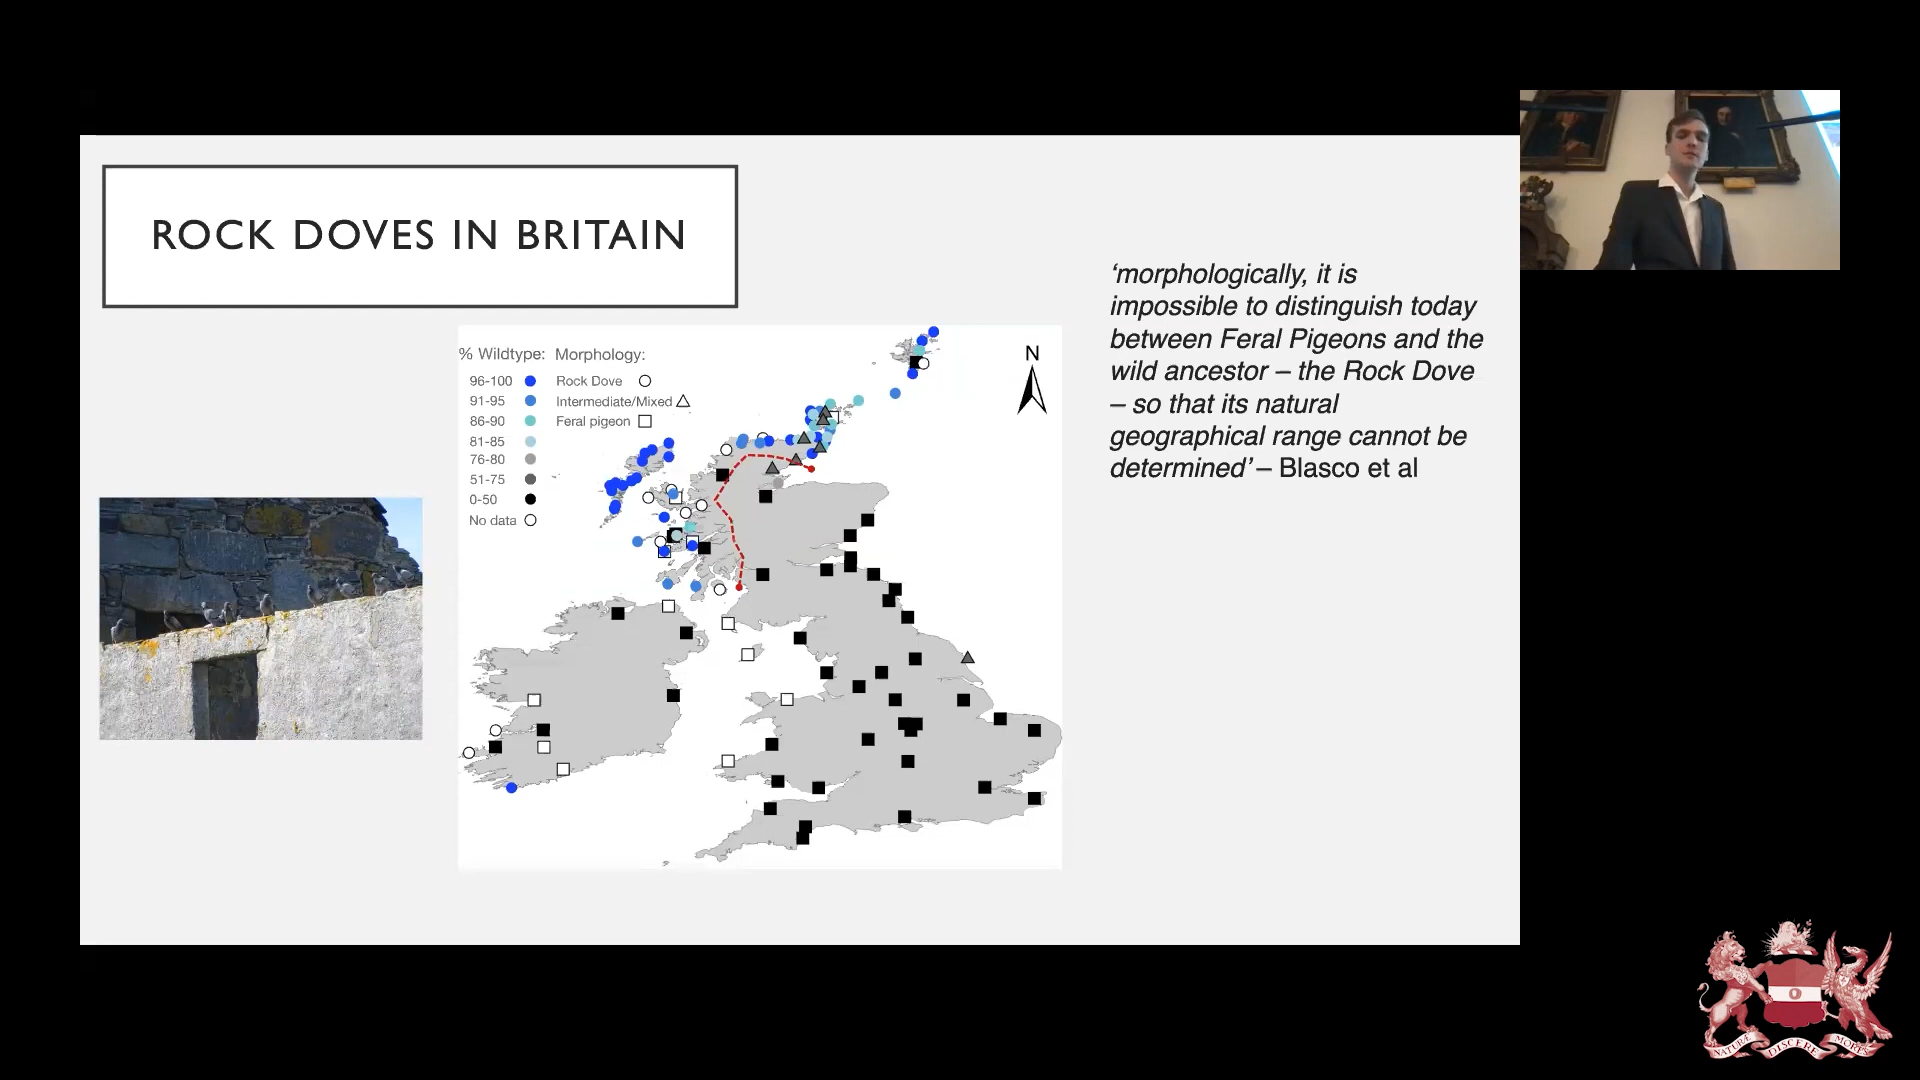 ROCK DOVES IN BRITAIN
% Wildtype: Morphology:
96-100 Rock Dove
91-95 Intermediate/Mixed
86-90 Feral pigeon
81-85
76-80
51-75
0-50
No data
N
‘morphologically, it is
impossible to distinguish today
between Feral Pigeons and the
wild ancestor – the Rock Dove
– so that its natural
geographical range cannot be
determined’ – Blasco et al
NATURÆ DISCERE MORES